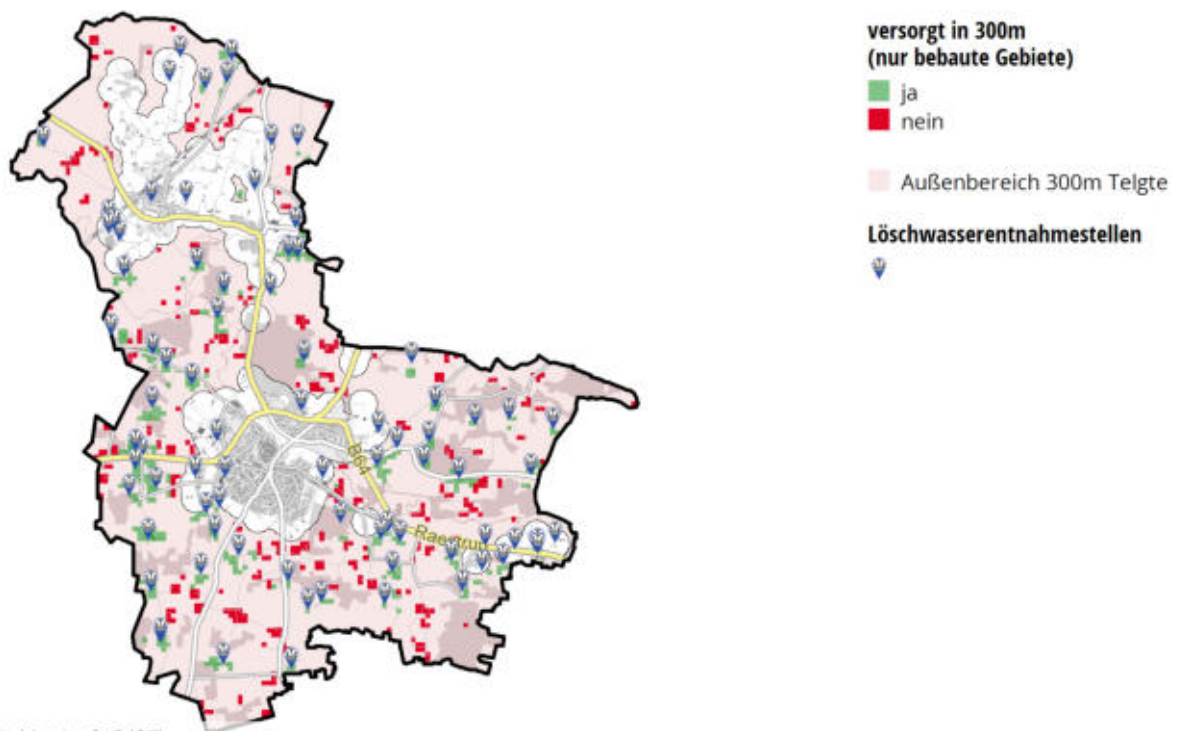 versorgt in 300m
(nur bebaute Gebiete)
ja
nein
Außenbereich 300m Telgte
Löschwasserentnahmestellen
B64